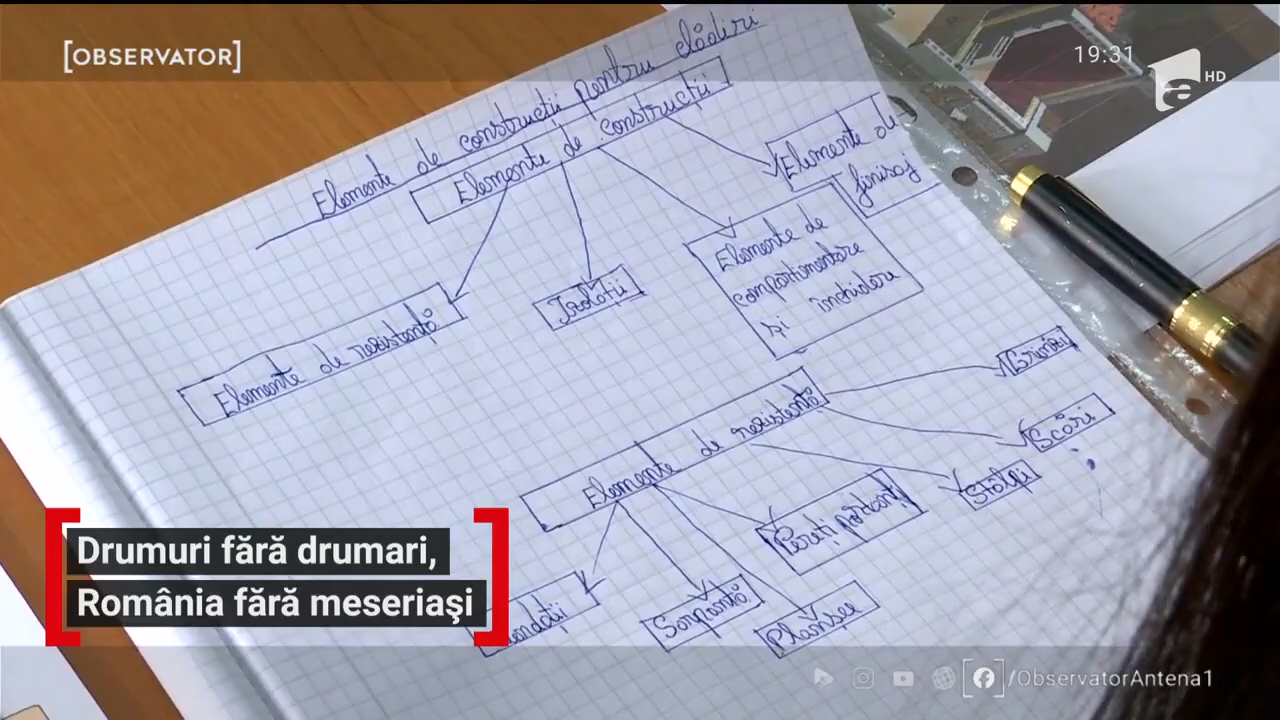 [OBSERVATOR]
19:31
HD
Elemente de construcții pentru clădiri
Elemente de construcții
Elemente de
finisaj
Elemente de
compartimentare
și închidere
Izolații
Elemente de rezistență
Elemente de rezistență
Grinzi
Scări
Stâlpi
Pereți portanți
Șarpantă
Planșee
Drumuri fără drumari,
România fără meseriași
/ObservatorAntena1